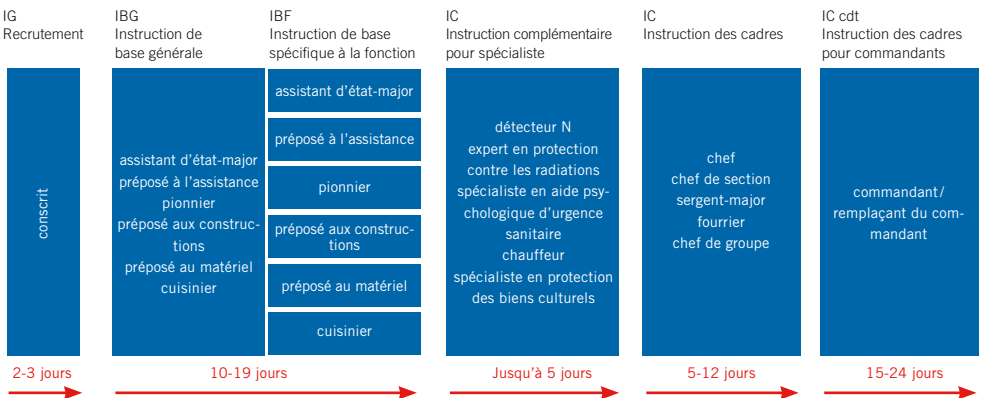 IG
Recrutement
IBG
Instruction de
base générale
IBF
Instruction de base
spécifique à la fonction
IC
Instruction complémentaire
pour spécialiste
IC
Instruction des cadres
IC cdt
Instruction des cadres
pour commandants
conscrit
assistant d'état-major
préposé à l'assistance
pionnier
préposé aux construc-
tions
préposé au matériel
cuisinier
assistant d'état-major
préposé à l'assistance
pionnier
préposé aux construc-
tions
préposé au matériel
cuisinier
détecteur N
expert en protection
contre les radiations
spécialiste en aide psy-
chologique d'urgence
sanitaire
chauffeur
spécialiste en protection
des biens culturels
chef
chef de section
sergent-major
fourrier
chef de groupe
commandant/
remplaçant du com-
mandant
2-3 jours
10-19 jours
Jusqu'à 5 jours
5-12 jours
15-24 jours